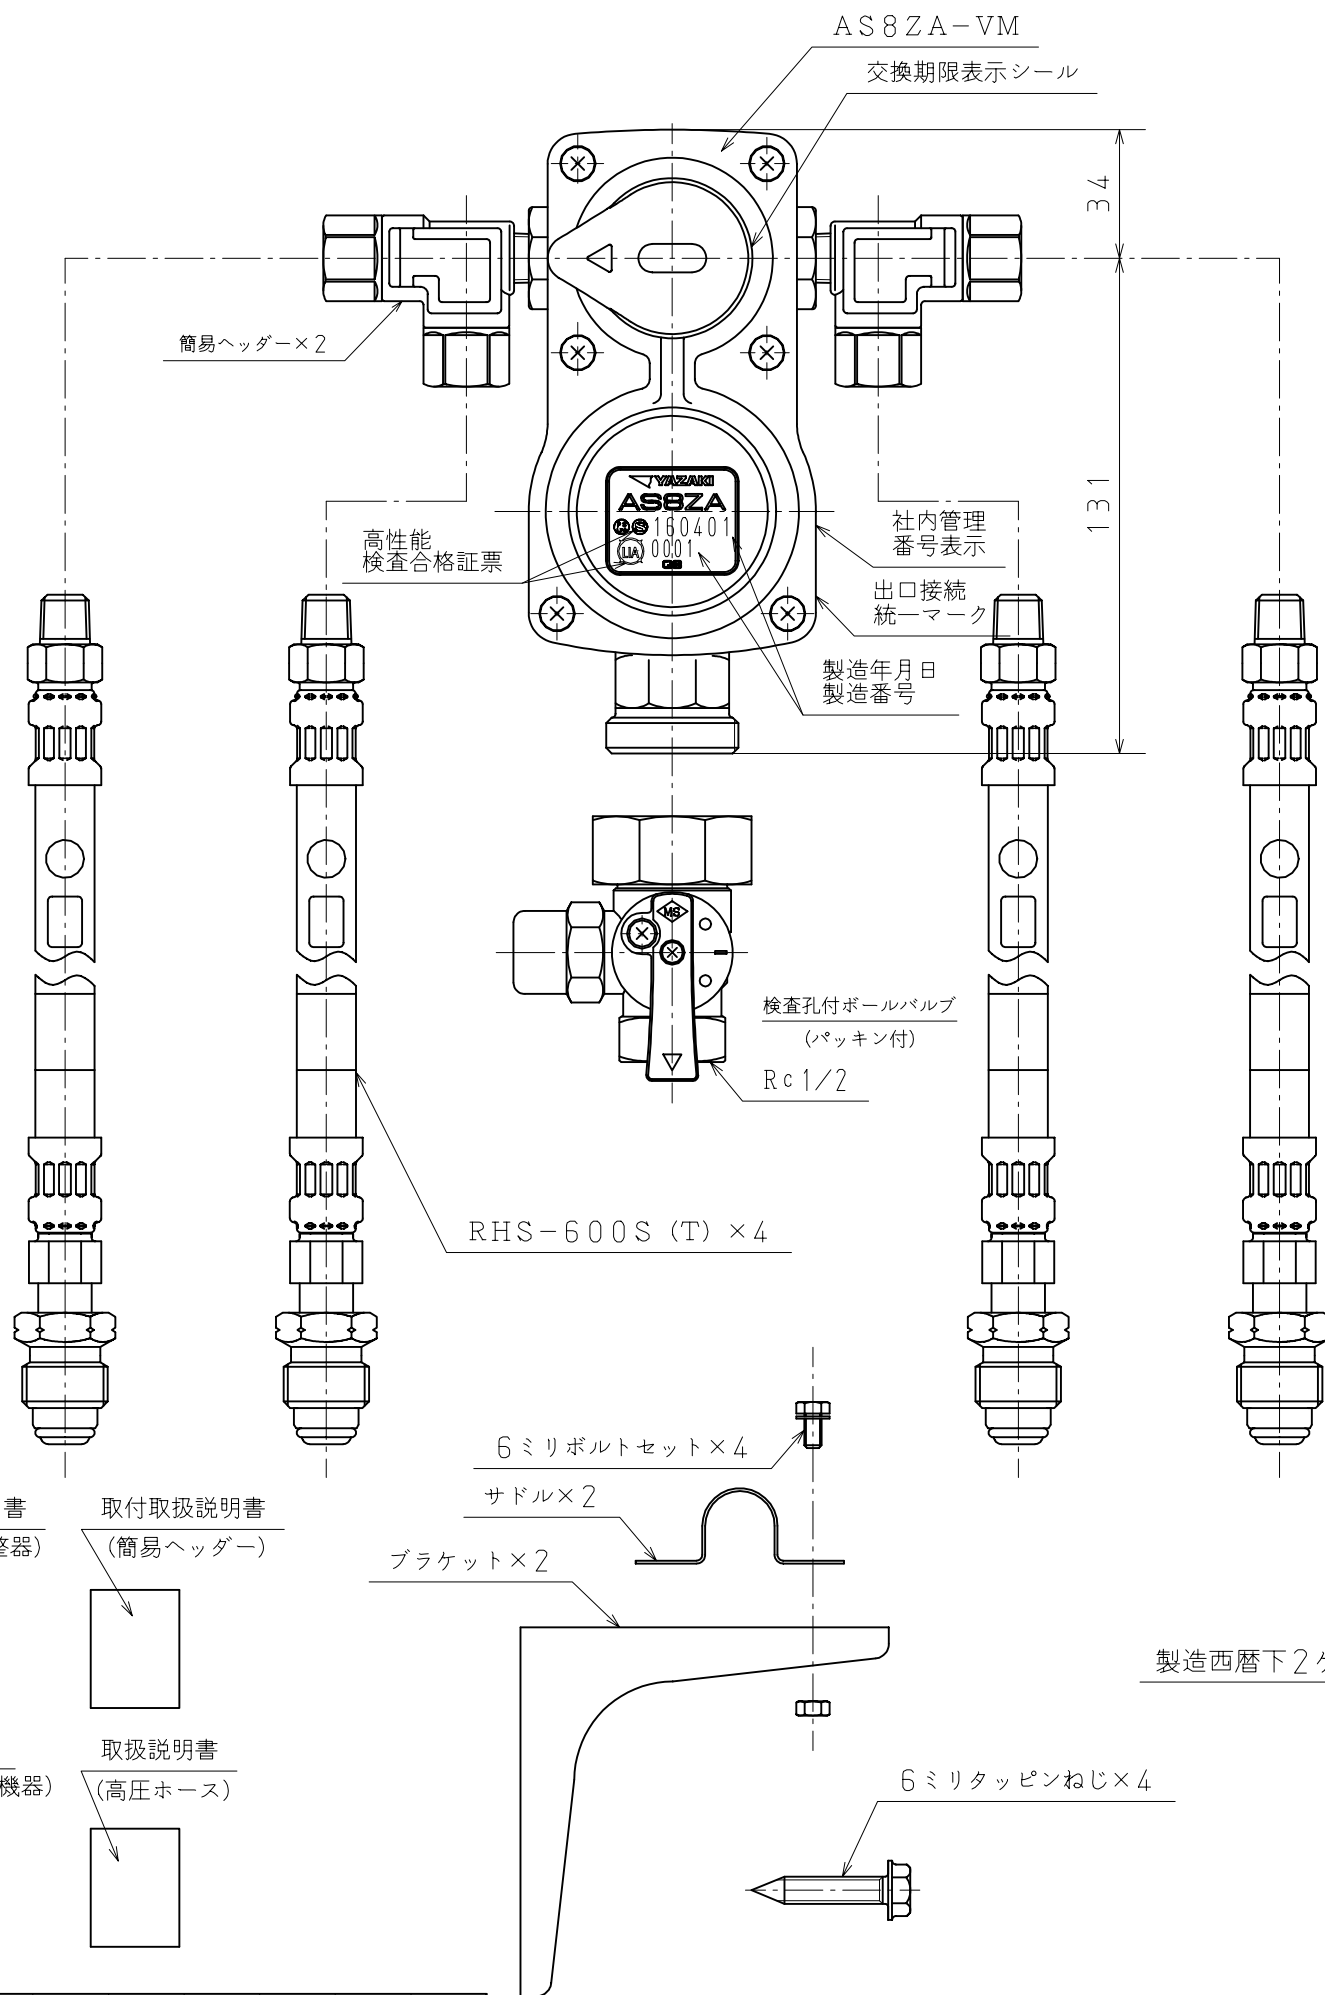 AS8ZA-VM
交換期限表示シール
34
簡易ヘッダー×2
131
YAZAKI
AS8ZA
160401
LIA
0001
高性能
検査合格証票
社内管理
番号表示
出口接続
統一マーク
製造年月日
製造番号
MS
検査孔付ボールバルブ
(パッキン付)
Rc1/2
RHS-600S (T) ×4
6ミリボルトセット×4
サドル×2
ブラケット×2
書
取付取扱説明書
整器)
(簡易ヘッダー)
製造西暦下2ケ
取扱説明書
機器)
(高圧ホース)
6ミリタッピンねじ×4